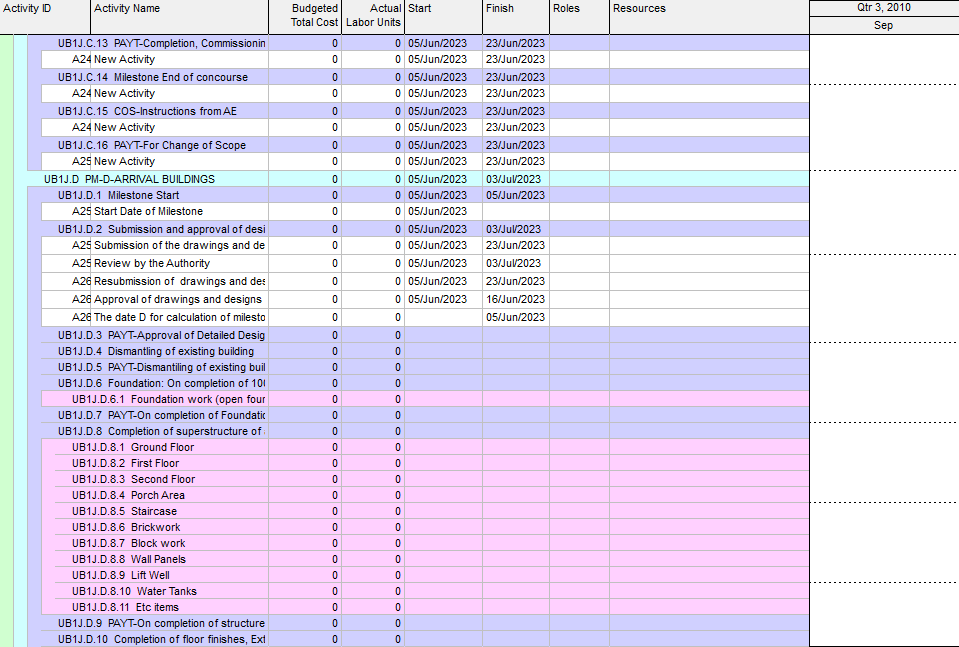 Activity ID Activity Name Budgeted Total Cost Actual Labor Units Start Finish Roles Resources Qtr 3, 2010
Sep
UB1J.C.13 PAYT-Completion, Commissionin 0 0 05/Jun/2023 23/Jun/2023
A24 New Activity 0 0 05/Jun/2023 23/Jun/2023
UB1J.C.14 Milestone End of concourse 0 0 05/Jun/2023 23/Jun/2023
A24 New Activity 0 0 05/Jun/2023 23/Jun/2023
UB1J.C.15 COS-Instructions from AE 0 0 05/Jun/2023 23/Jun/2023
A24 New Activity 0 0 05/Jun/2023 23/Jun/2023
UB1J.C.16 PAYT-For Change of Scope 0 0 05/Jun/2023 23/Jun/2023
A25 New Activity 0 0 05/Jun/2023 23/Jun/2023
UB1J.D PM-D-ARRIVAL BUILDINGS 0 0 05/Jun/2023 03/Jul/2023
UB1J.D.1 Milestone Start 0 0 05/Jun/2023 05/Jun/2023
A25 Start Date of Milestone 0 0 05/Jun/2023
UB1J.D.2 Submission and approval of desi 0 0 05/Jun/2023 03/Jul/2023
A25 Submission of the drawings and de 0 0 05/Jun/2023 23/Jun/2023
A25 Review by the Authority 0 0 05/Jun/2023 03/Jul/2023
A26 Resubmission of drawings and des 0 0 05/Jun/2023 23/Jun/2023
A26 Approval of drawings and designs 0 0 05/Jun/2023 16/Jun/2023
A26 The date D for calculation of milesto 0 0 05/Jun/2023
UB1J.D.3 PAYT-Approval of Detailed Desig 0 0
UB1J.D.4 Dismantling of existing building 0 0
UB1J.D.5 PAYT-Dismantiling of existing buil 0 0
UB1J.D.6 Foundation: On completion of 100 0 0
UB1J.D.6.1 Foundation work (open foun 0 0
UB1J.D.7 PAYT-On completion of Foundatio 0 0
UB1J.D.8 Completion of superstructure of 0 0
UB1J.D.8.1 Ground Floor 0 0
UB1J.D.8.2 First Floor 0 0
UB1J.D.8.3 Second Floor 0 0
UB1J.D.8.4 Porch Area 0 0
UB1J.D.8.5 Staircase 0 0
UB1J.D.8.6 Brickwork 0 0
UB1J.D.8.7 Block work 0 0
UB1J.D.8.8 Wall Panels 0 0
UB1J.D.8.9 Lift Well 0 0
UB1J.D.8.10 Water Tanks 0 0
UB1J.D.8.11 Etc items 0 0
UB1J.D.9 PAYT-On completion of structure 0 0
UB1J.D.10 Completion of floor finishes, Ext 0 0